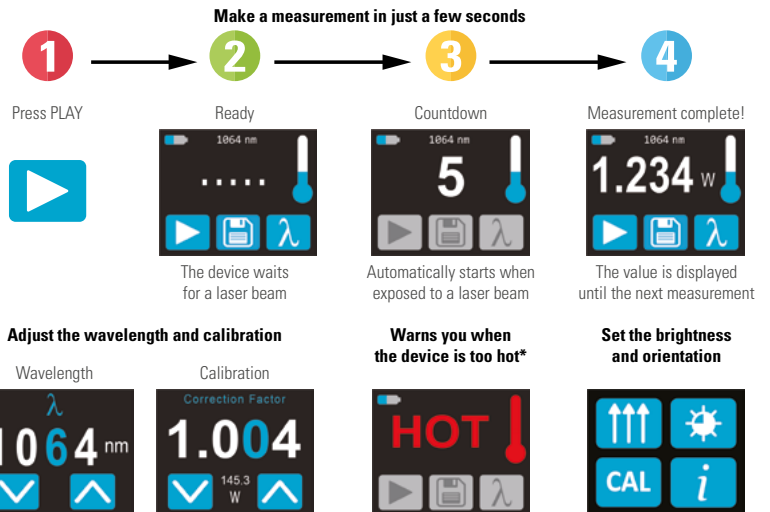 Make a measurement in just a few seconds
1
2
3
4
Press PLAY
Ready
Countdown
Measurement complete!
1064 nm
.....
λ
1064 nm
5
λ
1064 nm
1.234 W
λ
The device waits
for a laser beam
Automatically starts when
exposed to a laser beam
The value is displayed
until the next measurement
Adjust the wavelength and calibration
Warns you when
the device is too hot*
Set the brightness
and orientation
Wavelength
Calibration
λ
1064 nm
Correction Factor
1.004
145.3
W
HOT
λ
CAL
i